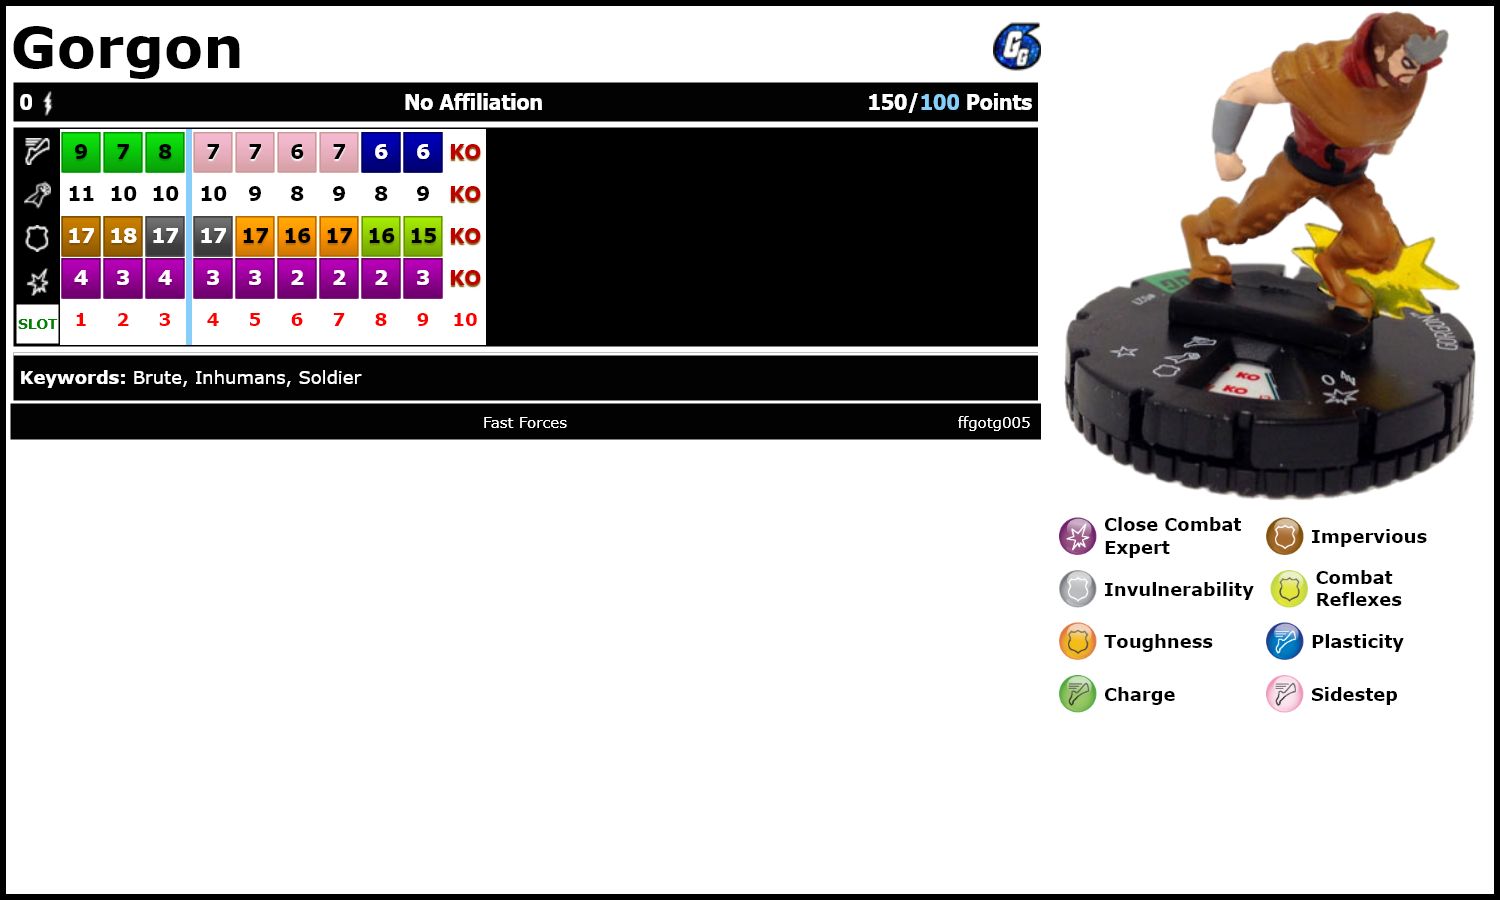 Gorgon
GG
0 No Affiliation 150/100 Points
9 7 8 7 7 6 7 6 6 KO
11 10 10 10 9 8 9 8 9 KO
17 18 17 17 17 16 17 16 15 KO
4 3 4 3 3 2 2 2 3 KO
SLOT 1 2 3 4 5 6 7 8 9 10
Keywords: Brute, Inhumans, Soldier
Fast Forces ffgotg005
GORGON
KO
KO
Close Combat
Expert
Impervious
Invulnerability
Combat
Reflexes
Toughness
Plasticity
Charge
Sidestep